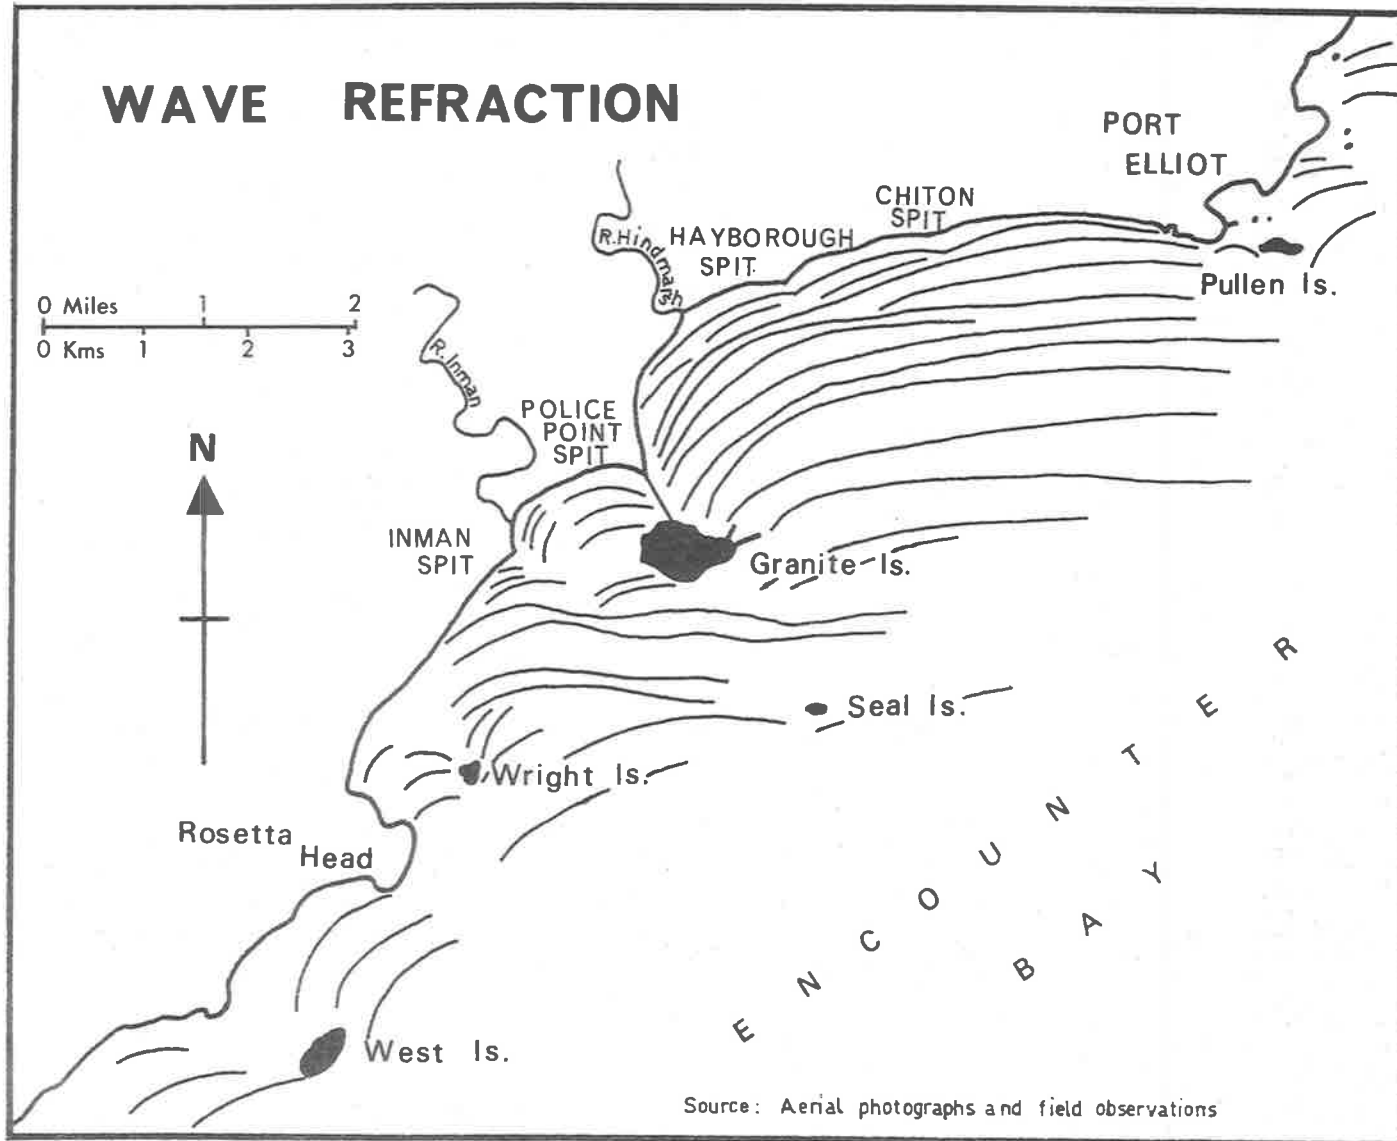 WAVE REFRACTION
PORT
ELLIOT
CHITON
SPIT
R.Hindmarsh
HAYBOROUGH
SPIT.
Pullen Is.
0 Miles 1 2
0 Kms 1 2 3
R. Inman
POLICE
POINT
SPIT
N
INMAN
SPIT
Granite Is.
Seal Is.
Wright Is.
Rosetta
Head
ENCOUNTER
BAY
West Is.
Source: Aerial photographs and field observations